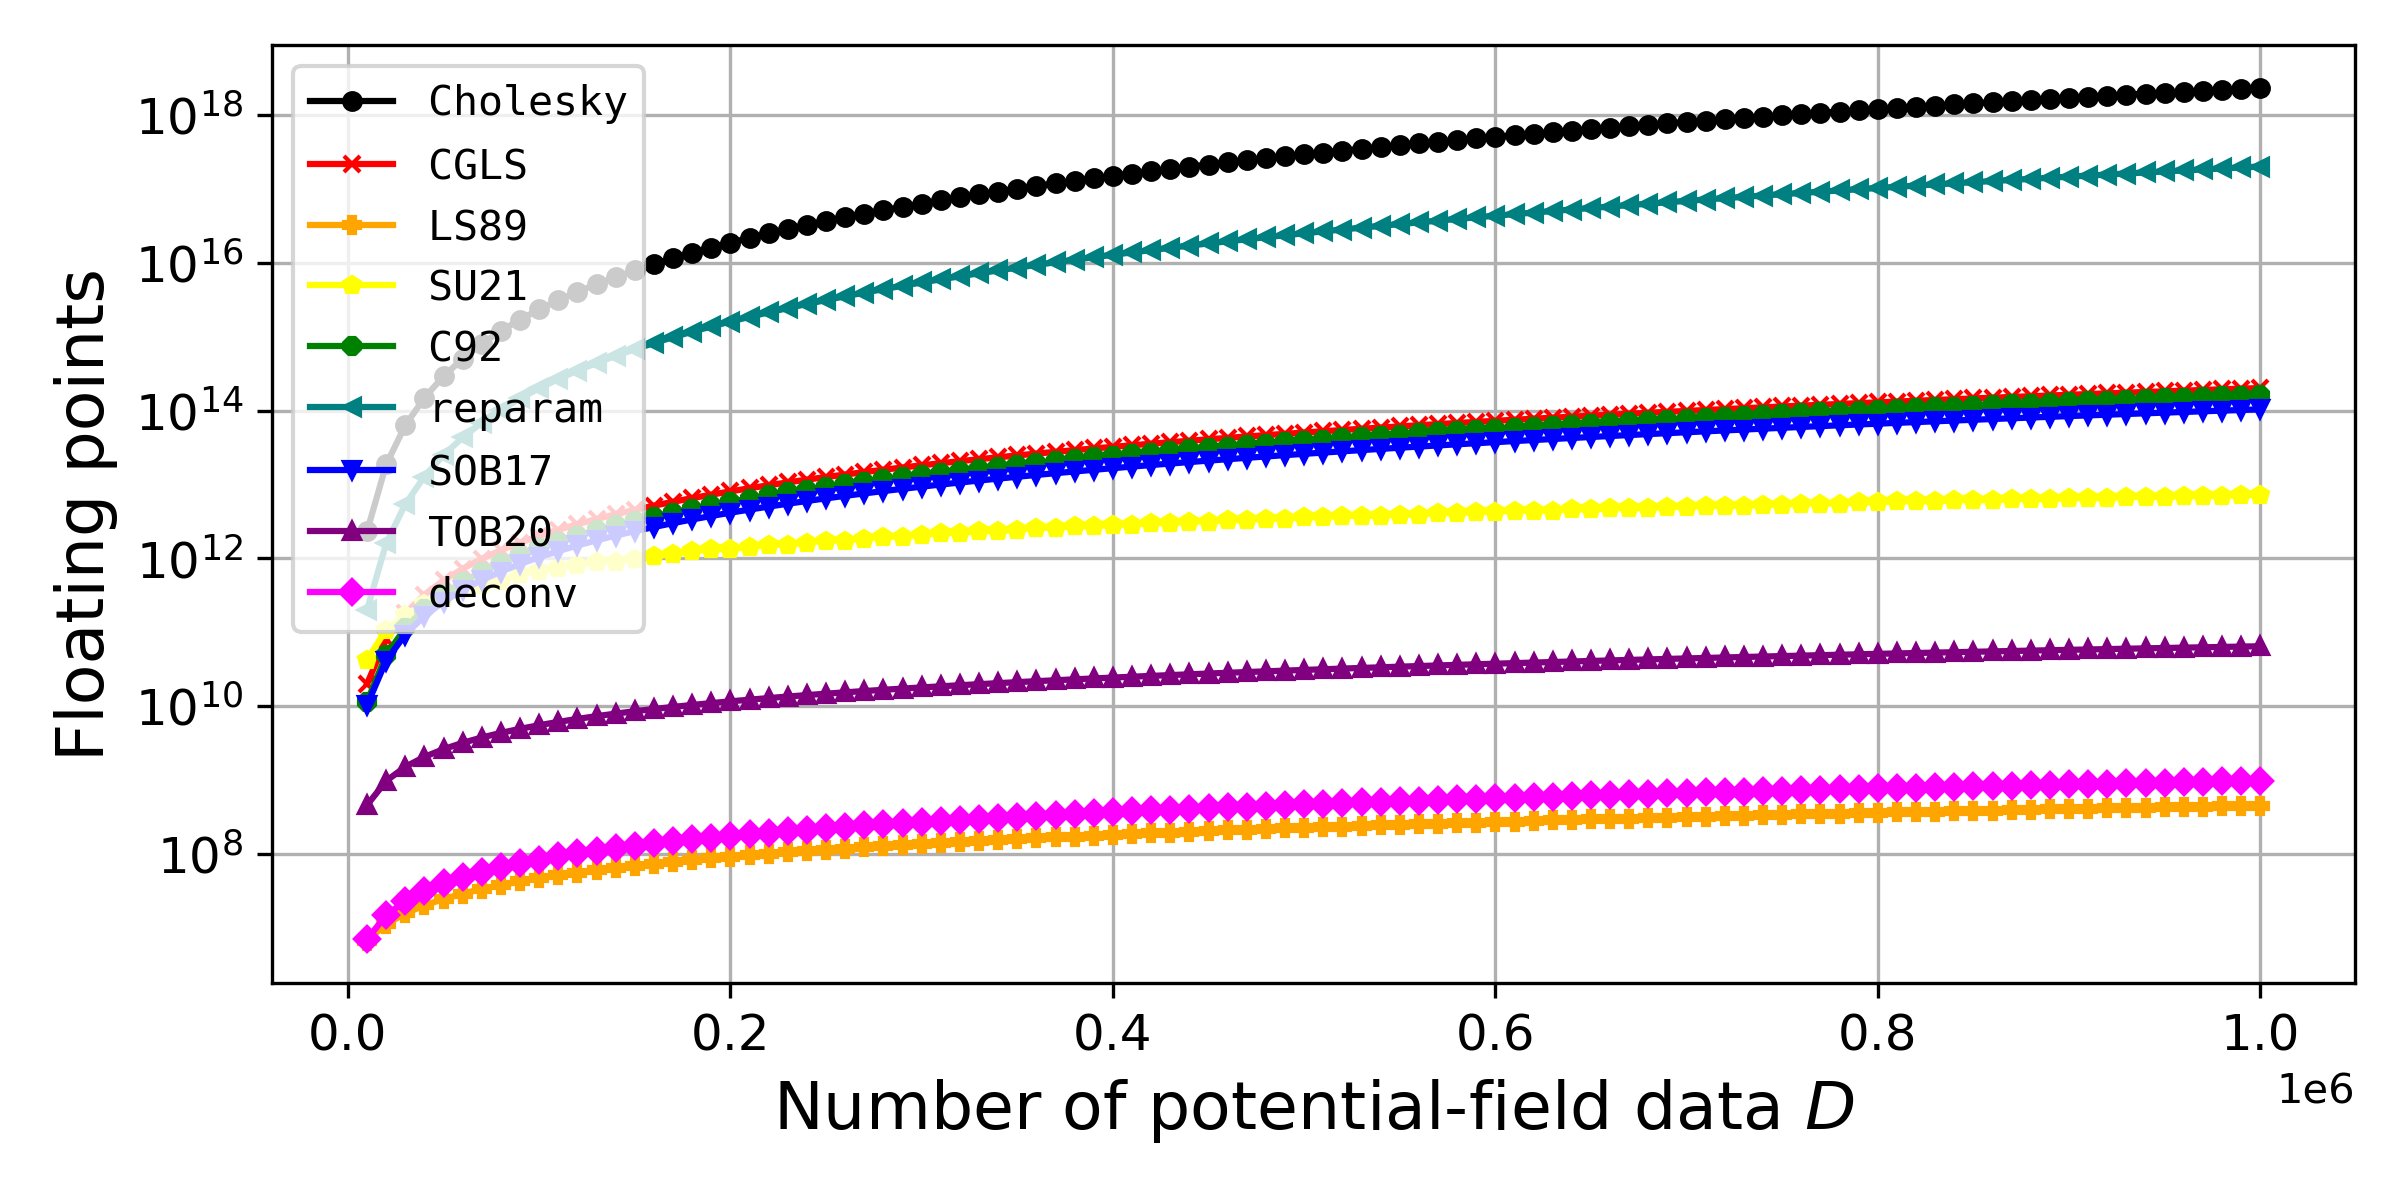 Floating points
10^18
10^16
10^14
10^12
10^10
10^8
Cholesky
CGLS
LS89
SU21
C92
reparam
SOB17
TOB20
deconv
0.0 0.2 0.4 0.6 0.8 1.0
1e6
Number of potential-field data D